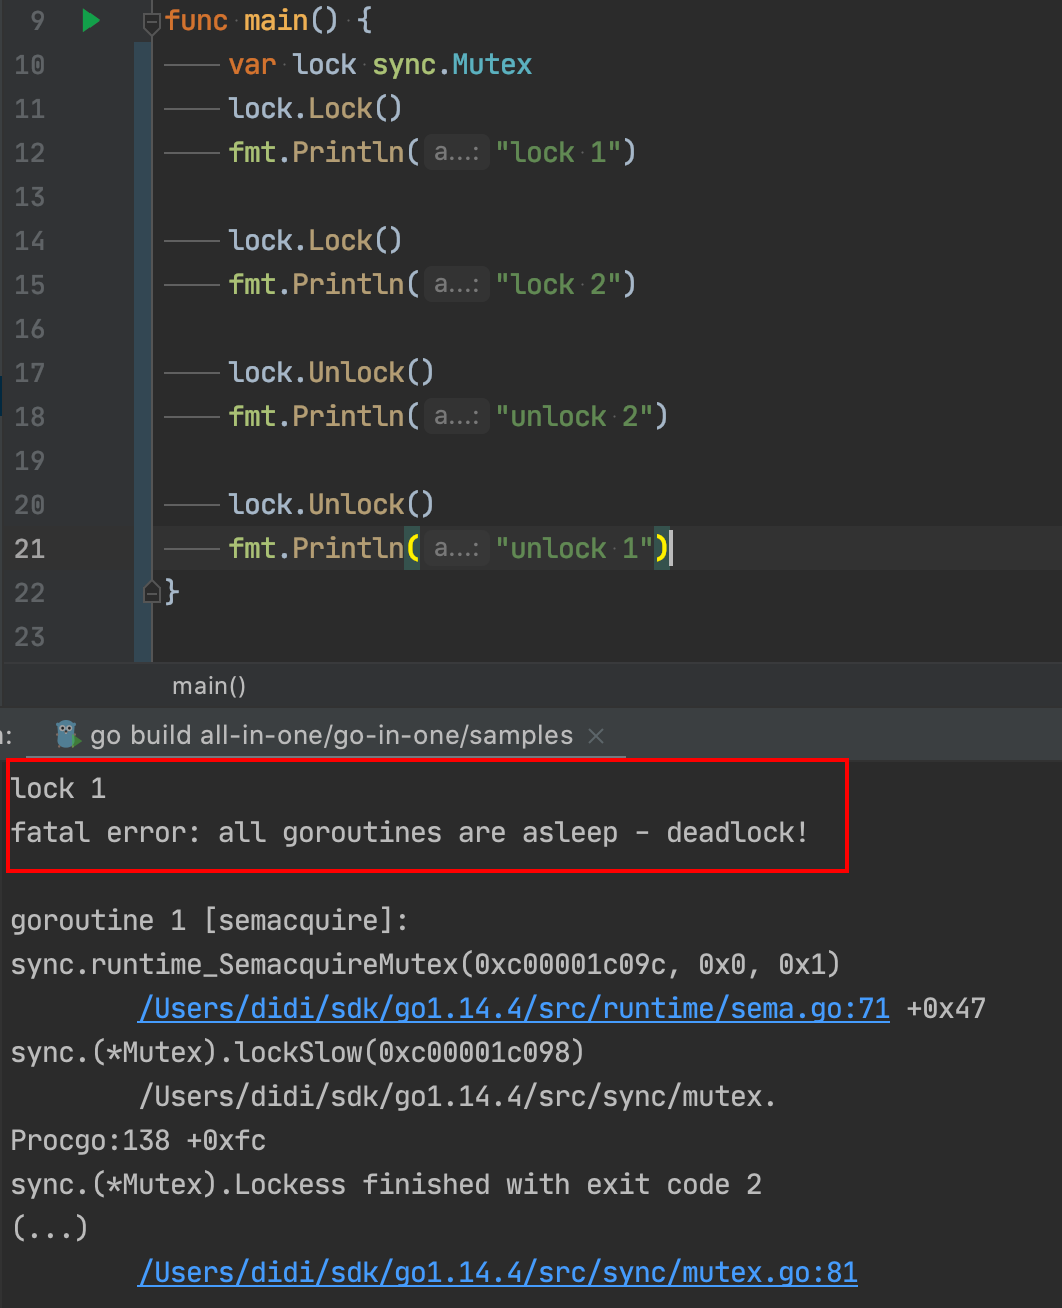 9 func main() {
10 var lock sync.Mutex
11 lock.Lock()
12 fmt.Println( a...: "lock 1")
13
14 lock.Lock()
15 fmt.Println( a...: "lock 2")
16
17 lock.Unlock()
18 fmt.Println( a...: "unlock 2")
19
20 lock.Unlock()
21 fmt.Println( a...: "unlock 1")
22 }
23
main()
: go build all-in-one/go-in-one/samples ×
lock 1
fatal error: all goroutines are asleep - deadlock!
goroutine 1 [semacquire]:
sync.runtime_SemacquireMutex(0xc00001c09c, 0x0, 0x1)
/Users/didi/sdk/go1.14.4/src/runtime/sema.go:71 +0x47
sync.(*Mutex).lockSlow(0xc00001c098)
/Users/didi/sdk/go1.14.4/src/sync/mutex.
Procgo:138 +0xfc
sync.(*Mutex).Lockess finished with exit code 2
(...)
/Users/didi/sdk/go1.14.4/src/sync/mutex.go:81